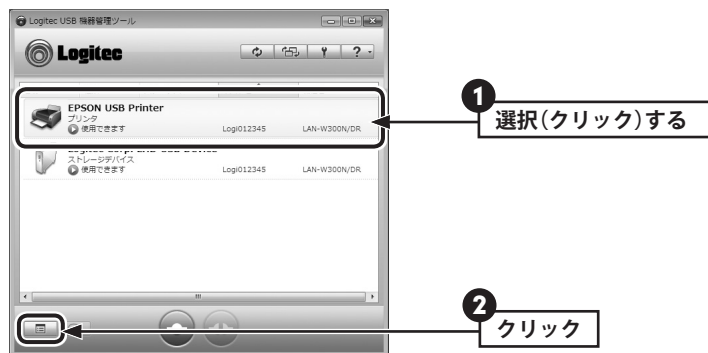 Logitec USB 機器管理ツール
Logitec
?
EPSON USB Printer
プリンタ
使用できます Logi012345 LAN-W300N/DR
ストレージデバイス
使用できます Logi012345 LAN-W300N/DR
1
選択(クリック)する
2
クリック